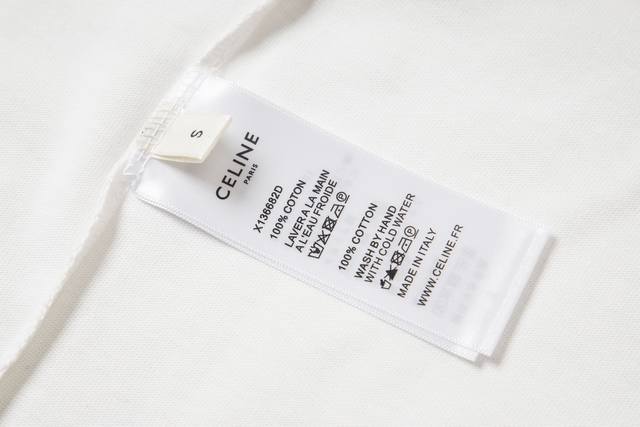 S
CELINE
PARIS
X136682D
100% COTON
LAVER A LA MAIN
A L'EAU FROIDE
100% COTTON
WASH BY HAND
WITH COLD WATER
MADE IN ITALY
WWW.CELINE.FR